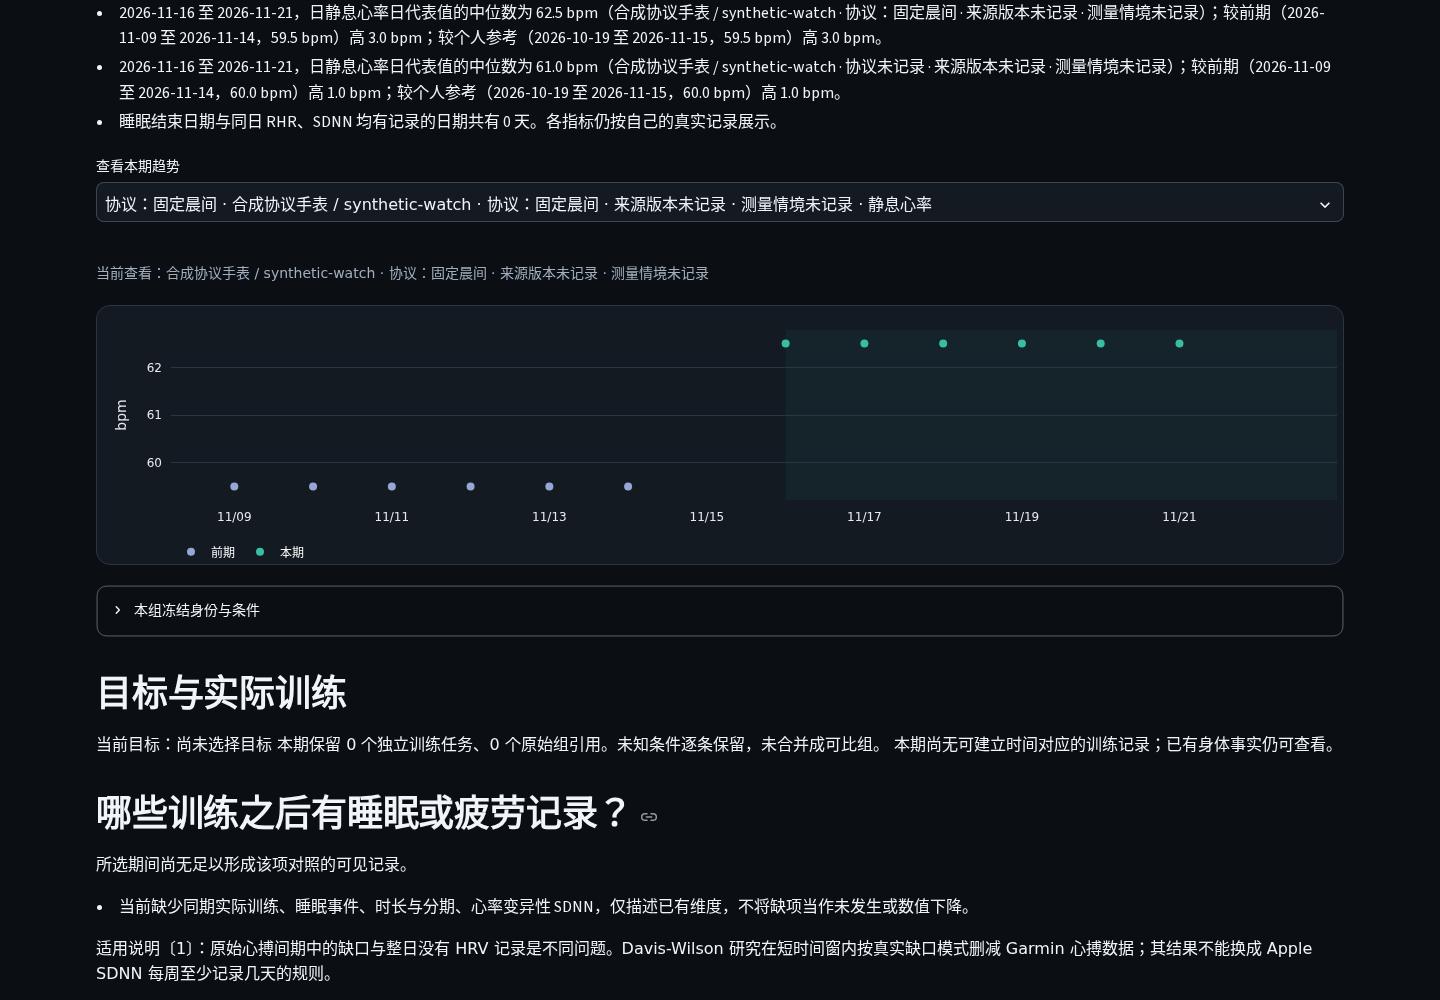 2026-11-16 至 2026-11-21，日静息心率日代表值的中位数为 62.5 bpm（合成协议手表 / synthetic-watch · 协议：固定晨间 · 来源版本未记录 · 测量情境未记录）；较前期（2026-
11-09 至 2026-11-14，59.5 bpm）高 3.0 bpm；较个人参考（2026-10-19 至 2026-11-15，59.5 bpm）高 3.0 bpm。
2026-11-16 至 2026-11-21，日静息心率日代表值的中位数为 61.0 bpm（合成协议手表 / synthetic-watch · 协议未记录 · 来源版本未记录 · 测量情境未记录）；较前期（2026-11-09
至 2026-11-14，60.0 bpm）高 1.0 bpm；较个人参考（2026-10-19 至 2026-11-15，60.0 bpm）高 1.0 bpm。
睡眠结束日期与同日 RHR、SDNN 均有记录的日期共有 0 天。各指标仍按自己的真实记录展示。
查看本期趋势
协议：固定晨间 · 合成协议手表 / synthetic-watch · 协议：固定晨间 · 来源版本未记录 · 测量情境未记录 · 静息心率
当前查看：合成协议手表 / synthetic-watch · 协议：固定晨间 · 来源版本未记录 · 测量情境未记录
62
61
60
bpm
11/09 11/11 11/13 11/15 11/17 11/19 11/21
前期 本期
本组冻结身份与条件
目标与实际训练
当前目标：尚未选择目标 本期保留 0 个独立训练任务、0 个原始组引用。未知条件逐条保留，未合并成可比组。 本期尚无可建立时间对应的训练记录；已有身体事实仍可查看。
哪些训练之后有睡眠或疲劳记录？
所选期间尚无足以形成该项对照的可见记录。
当前缺少同期实际训练、睡眠事件、时长与分期、心率变异性 SDNN，仅描述已有维度，不将缺项当作未发生或数值下降。
适用说明〔1〕：原始心搏间期中的缺口与整日没有 HRV 记录是不同问题。Davis-Wilson 研究在短时间窗内按真实缺口模式删减 Garmin 心搏数据；其结果不能换成 Apple
SDNN 每周至少记录几天的规则。